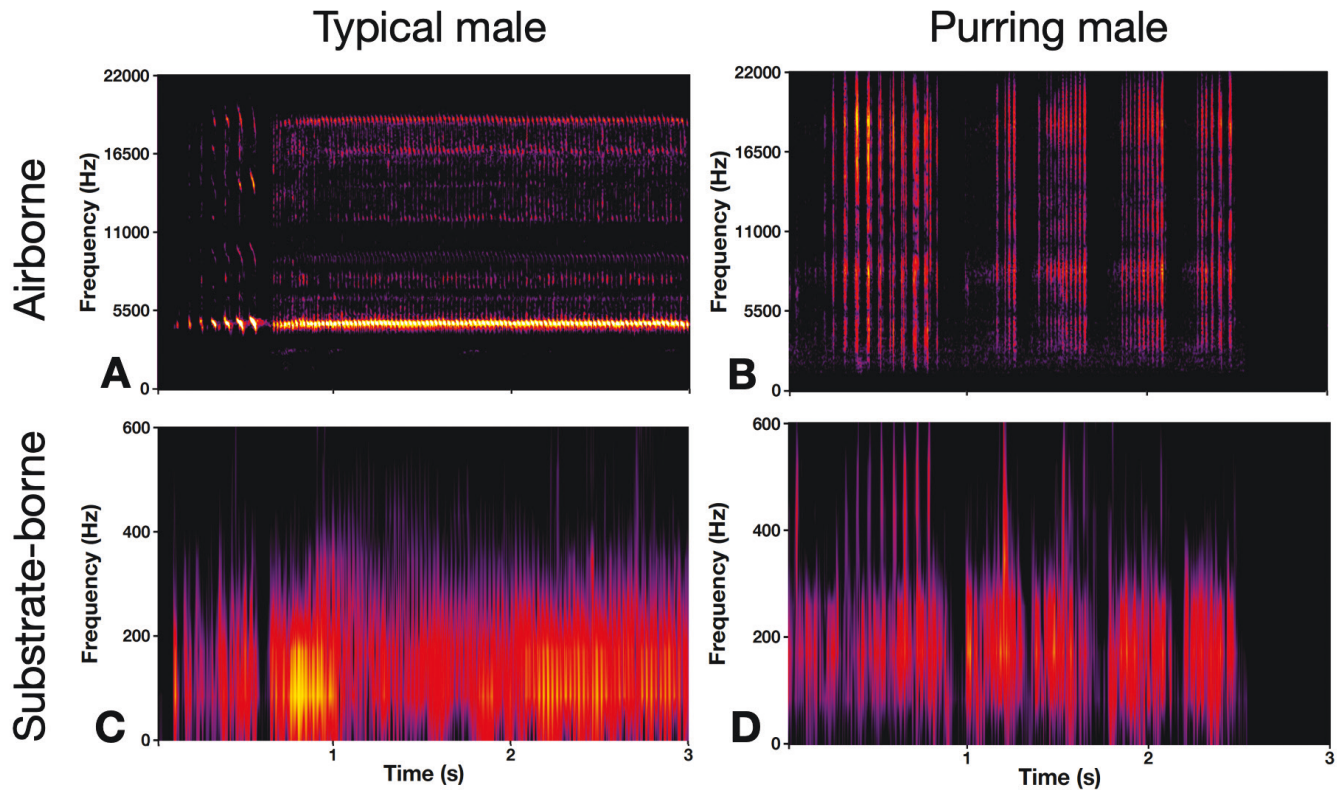 Typical male
Purring male
Airborne
Frequency (Hz)
22000
16500
11000
5500
0
A
Frequency (Hz)
22000
16500
11000
5500
0
B
Substrate-borne
Frequency (Hz)
600
400
200
0
C
1
2
3
Time (s)
Frequency (Hz)
600
400
200
0
D
1
2
3
Time (s)